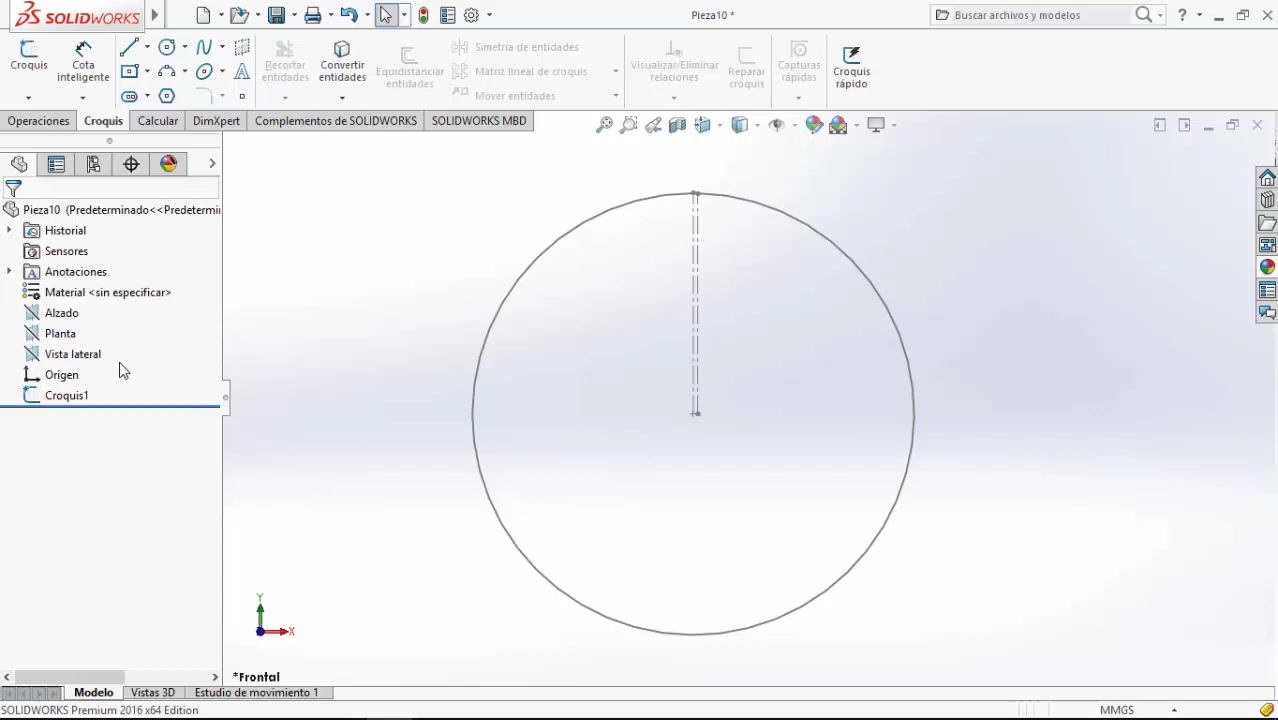 SOLIDWORKS
Pieza10 *
Buscar archivos y modelos
?
Croquis
Cota inteligente
Recortar entidades
Convertir entidades
Equidistanciar entidades
Simetría de entidades
Matriz lineal de croquis
Mover entidades
Visualizar/Eliminar relaciones
Reparar croquis
Capturas rápidas
Croquis rápido
Operaciones
Croquis
Calcular
DimXpert
Complementos de SOLIDWORKS
SOLIDWORKS MBD
Pieza10 (Predeterminado<<Predetermi
Historial
Sensores
Anotaciones
Material <sin especificar>
Alzado
Planta
Vista lateral
Origen
Croquis1
Y
X
*Frontal
Modelo
Vistas 3D
Estudio de movimiento 1
SOLIDWORKS Premium 2016 x64 Edition
MMGS